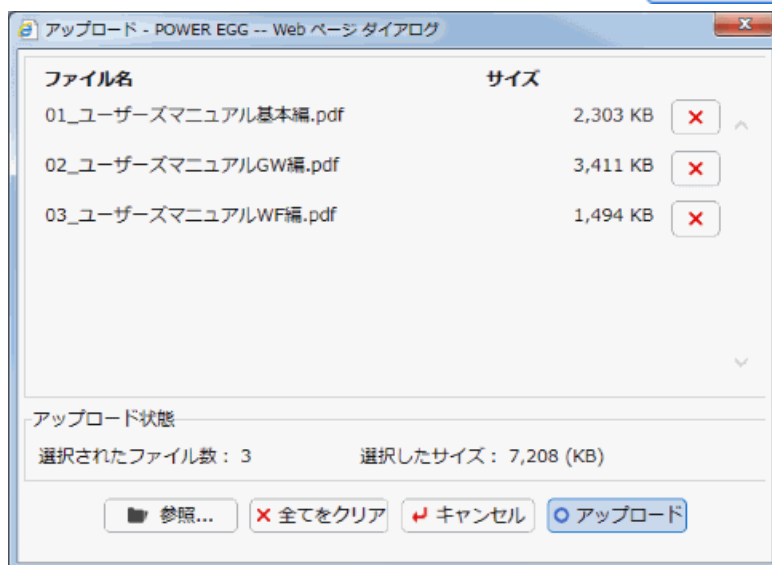 アップロード - POWER EGG -- Web ページ ダイアログ
ファイル名 サイズ
01_ユーザーズマニュアル基本編.pdf 2,303 KB
02_ユーザーズマニュアルGW編.pdf 3,411 KB
03_ユーザーズマニュアルWF編.pdf 1,494 KB
アップロード状態
選択されたファイル数： 3 選択したサイズ： 7,208 (KB)
参照... 全てをクリア キャンセル アップロード